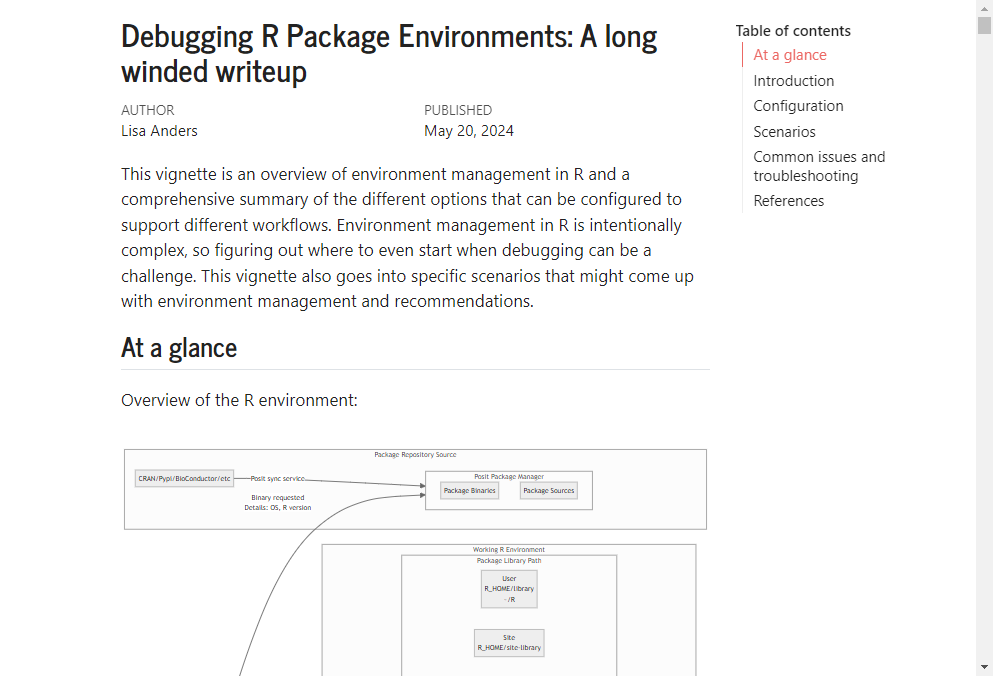 Debugging R Package Environments: A long
winded writeup
AUTHOR
Lisa Anders
PUBLISHED
May 20, 2024
This vignette is an overview of environment management in R and a
comprehensive summary of the different options that can be configured to
support different workflows. Environment management in R is intentionally
complex, so figuring out where to even start when debugging can be a
challenge. This vignette also goes into specific scenarios that might come up
with environment management and recommendations.
At a glance
Overview of the R environment:
Package Repository Source
CRAN/Pypi/BioConductor/etc
Posit sync service
Binary requested
Details: OS, R version
Posit Package Manager
Package Binaries
Package Sources
Working R Environment
Package Library Path
User
R_HOME/library
~/R
Site
R_HOME/site-library
Table of contents
At a glance
Introduction
Configuration
Scenarios
Common issues and
troubleshooting
References